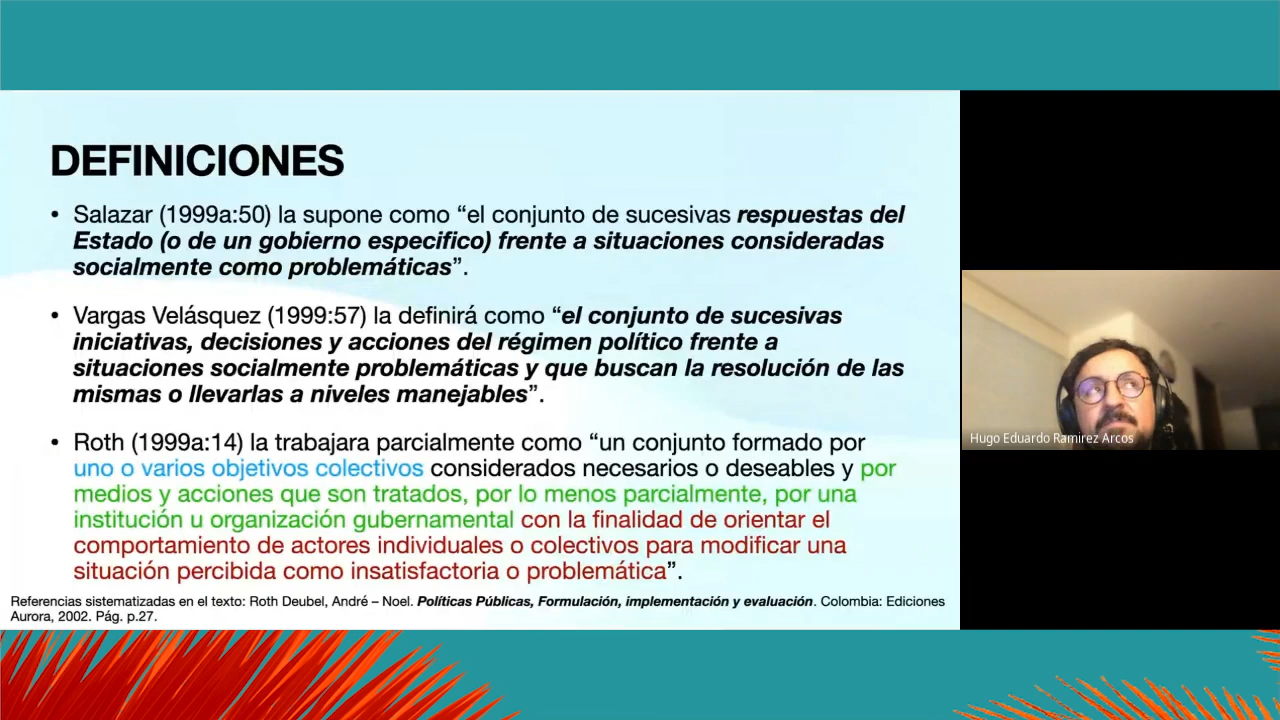 DEFINICIONES
• Salazar (1999a:50) la supone como “el conjunto de sucesivas respuestas del
Estado (o de un gobierno especifico) frente a situaciones consideradas
socialmente como problemáticas”.
• Vargas Velásquez (1999:57) la definirá como “el conjunto de sucesivas
iniciativas, decisiones y acciones del régimen político frente a
situaciones socialmente problemáticas y que buscan la resolución de las
mismas o llevarlas a niveles manejables”.
• Roth (1999a:14) la trabajara parcialmente como “un conjunto formado por
uno o varios objetivos colectivos considerados necesarios o deseables y por
medios y acciones que son tratados, por lo menos parcialmente, por una
institución u organización gubernamental con la finalidad de orientar el
comportamiento de actores individuales o colectivos para modificar una
situación percibida como insatisfactoria o problemática”.
Referencias sistematizadas en el texto: Roth Deubel, André – Noel. Políticas Públicas, Formulación, implementación y evaluación. Colombia: Ediciones
Aurora, 2002. Pág. p.27.
Hugo Eduardo Ramirez Arcos